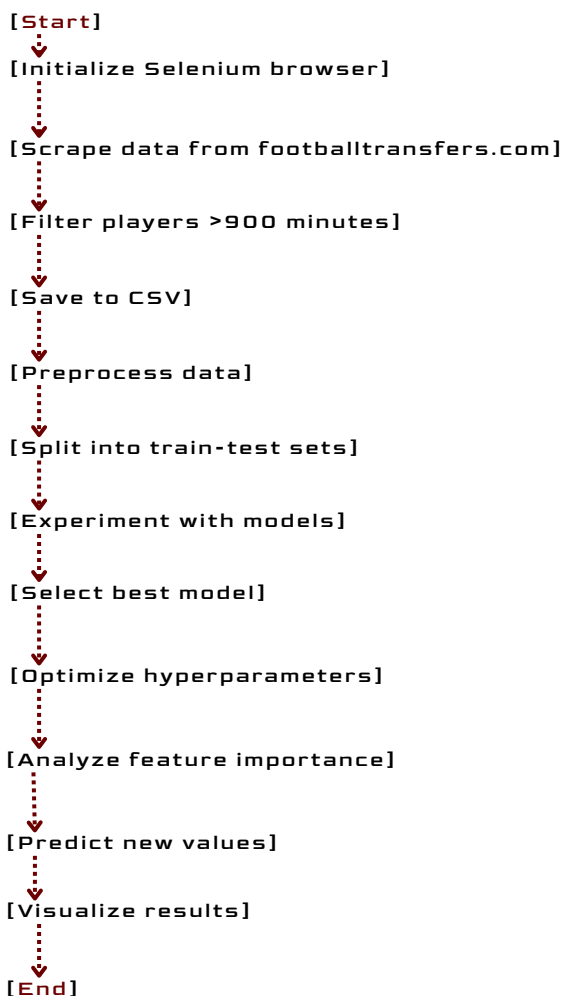 [Start]
[Initialize Selenium browser]
[Scrape data from footballtransfers.com]
[Filter players >900 minutes]
[Save to CSV]
[Preprocess data]
[Split into train-test sets]
[Experiment with models]
[Select best model]
[Optimize hyperparameters]
[Analyze feature importance]
[Predict new values]
[Visualize results]
[End]